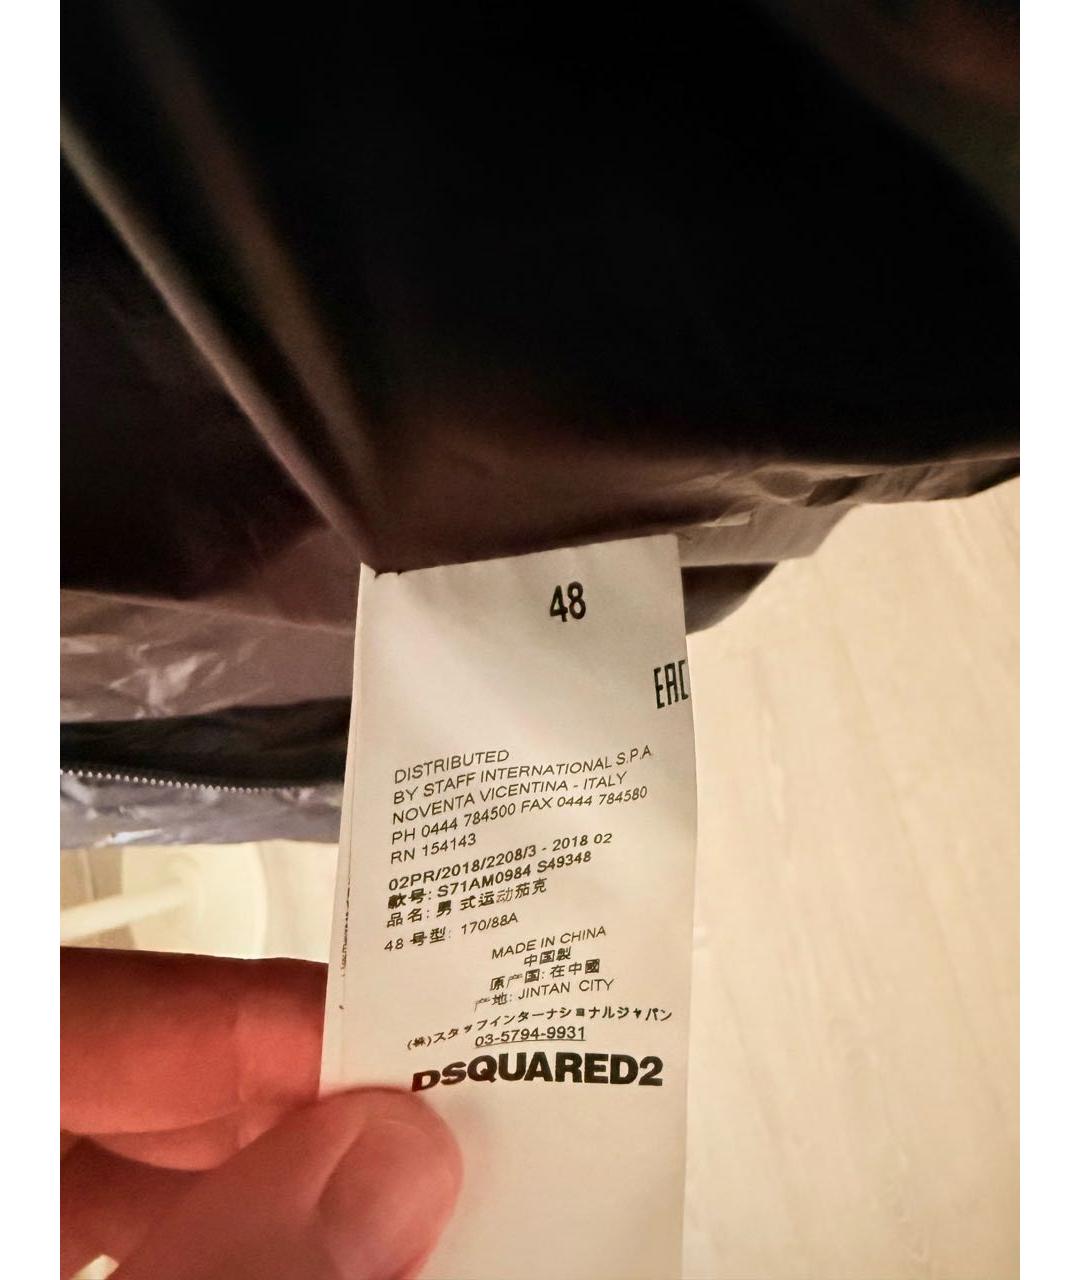 48
EAC
DISTRIBUTED
BY STAFF INTERNATIONAL S.P.A
NOVENTA VICENTINA - ITALY
PH 0444 784500 FAX 0444 784580
RN 154143
02PR/2018/2208/3 - 2018 02
款号: S71AM0984 S49348
品名: 男 式运动茄克
48 号型: 170/88A
MADE IN CHINA
中国製
原产国: 在中國
产地: JINTAN CITY
(株)スタッフインターナショナルジャパン
03-5794-9931
DSQUARED2